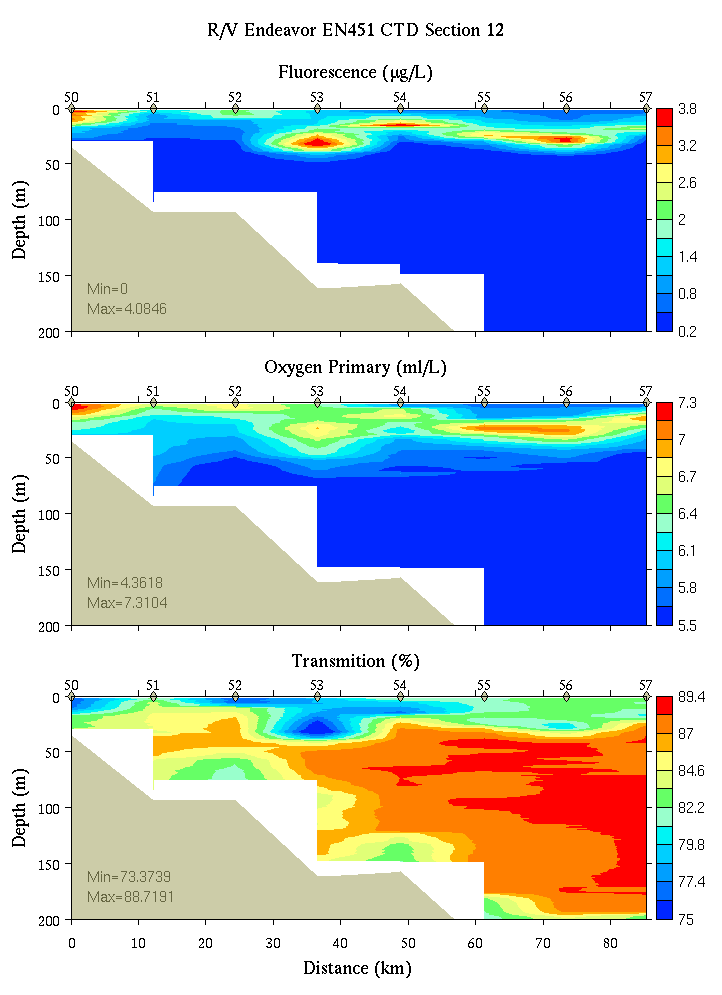 R/V Endeavor EN451 CTD Section 12
Fluorescence (µg/L)
50 51 52 53 54 55 56 57
0
50
100
150
200
Depth (m)
Min=0
Max=4.0846
3.8
3.2
2.6
2
1.4
0.8
0.2
Oxygen Primary (ml/L)
50 51 52 53 54 55 56 57
0
50
100
150
200
Depth (m)
Min=4.3618
Max=7.3104
7.3
7
6.7
6.4
6.1
5.8
5.5
Transmition (%)
50 51 52 53 54 55 56 57
0
50
100
150
200
Depth (m)
Min=73.3739
Max=88.7191
89.4
87
84.6
82.2
79.8
77.4
75
0 10 20 30 40 50 60 70 80
Distance (km)